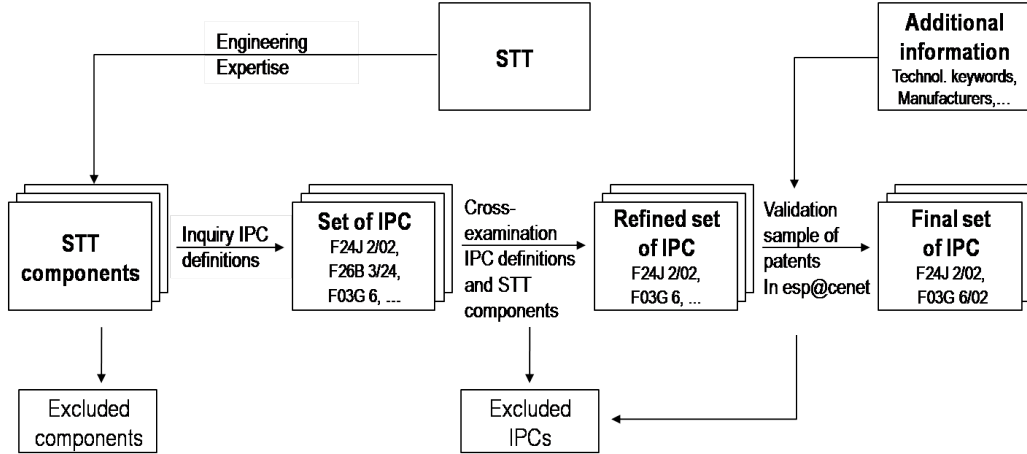 Engineering
Expertise
STT
Additional
information
Technol. keywords,
Manufacturers,...
STT
components
Inquiry IPC
definitions
Set of IPC
F24J 2/02,
F26B 3/24,
F03G 6, ...
Cross-
examination
IPC definitions
and STT
components
Refined set
of IPC
F24J 2/02,
F03G 6, ...
Validation
sample of
patents
In esp@cenet
Final set
of IPC
F24J 2/02,
F03G 6/02
Excluded
components
Excluded
IPCs